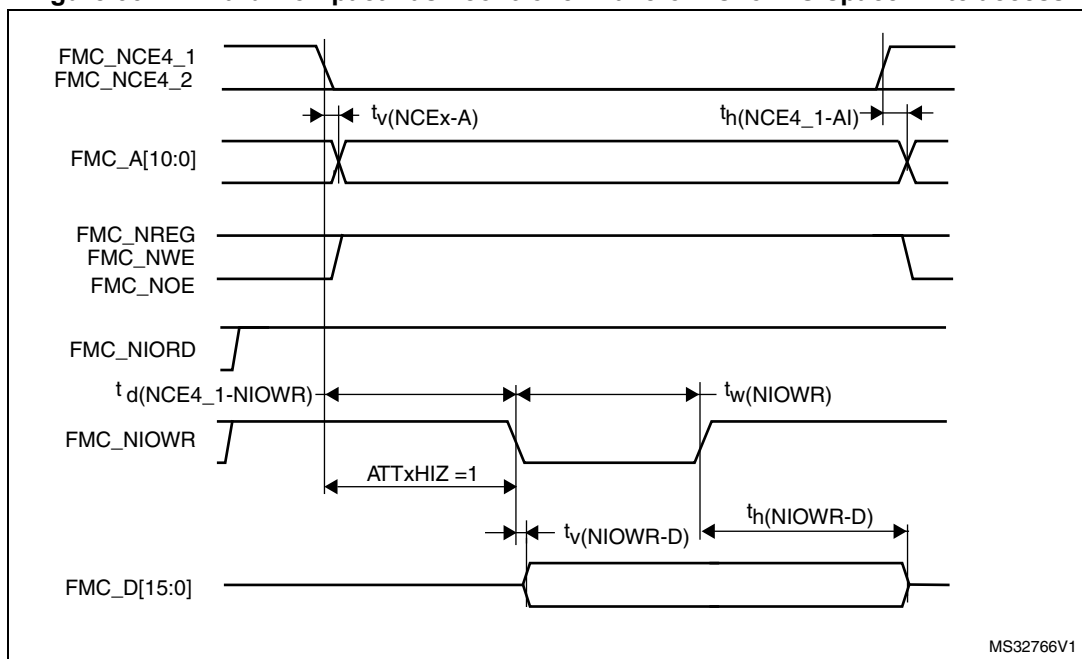 FMC_NCE4_1
FMC_NCE4_2
tv(NCEx-A)
th(NCE4_1-AI)
FMC_A[10:0]
FMC_NREG
FMC_NWE
FMC_NOE
FMC_NIORD
td(NCE4_1-NIOWR)
tw(NIOWR)
FMC_NIOWR
ATTxHIZ =1
th(NIOWR-D)
tv(NIOWR-D)
FMC_D[15:0]
MS32766V1